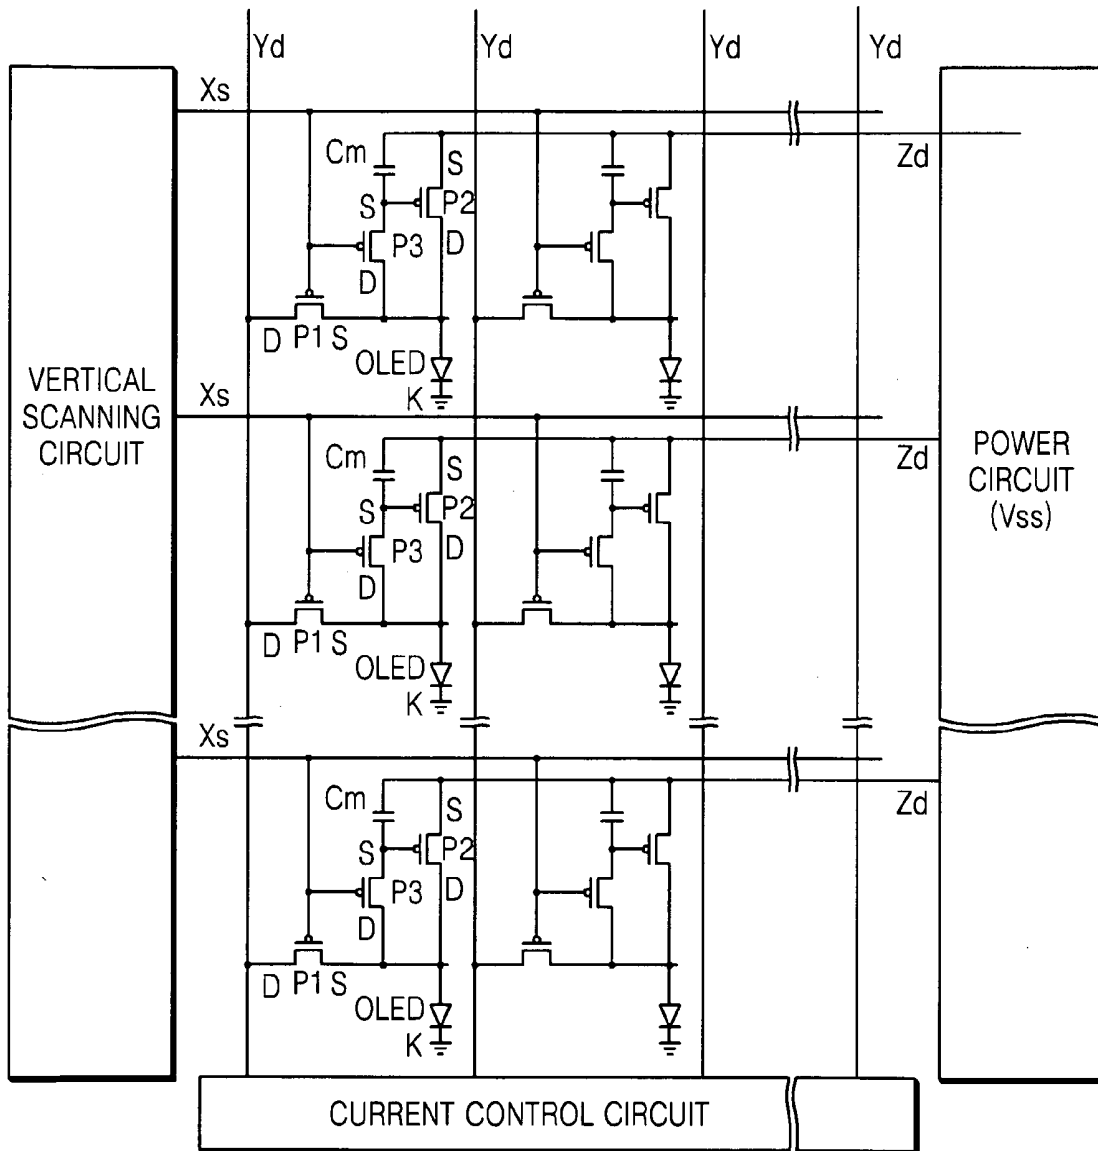 Yd Yd Yd Yd
Xs
Zd
Cm S
S P2
P3 D
D
D P1 S
OLED
K
VERTICAL
SCANNING
CIRCUIT
Xs
Zd
POWER
CIRCUIT
(Vss)
Cm S
S P2
P3 D
D
D P1 S
OLED
K
Xs
Zd
Cm S
S P2
P3 D
D
D P1 S
OLED
K
CURRENT CONTROL CIRCUIT